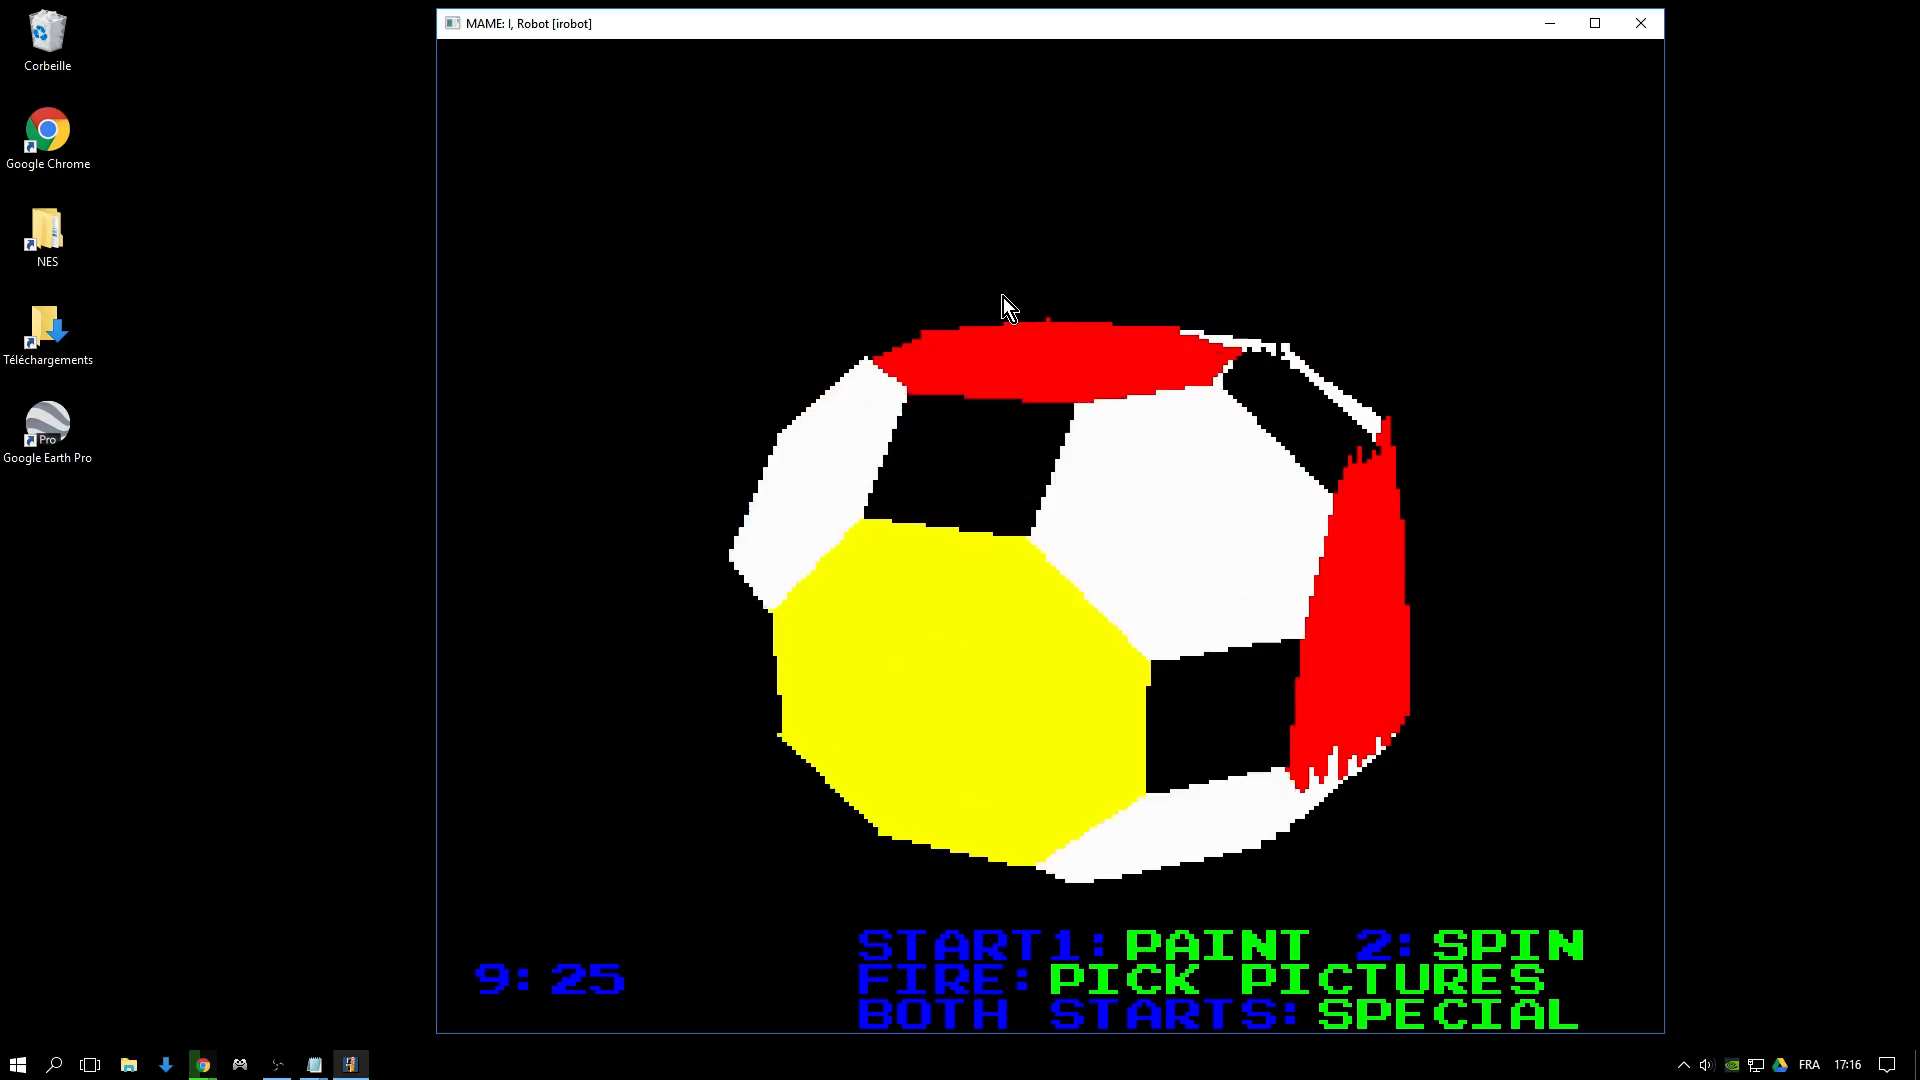 MAME: I, Robot [irobot]
Corbeille
Google Chrome
NES
Téléchargements
Pro
Google Earth Pro
START1:PAINT 2:SPIN
9:25 FIRE:PICK PICTURES
BOTH STARTS:SPECIAL
FRA 17:16